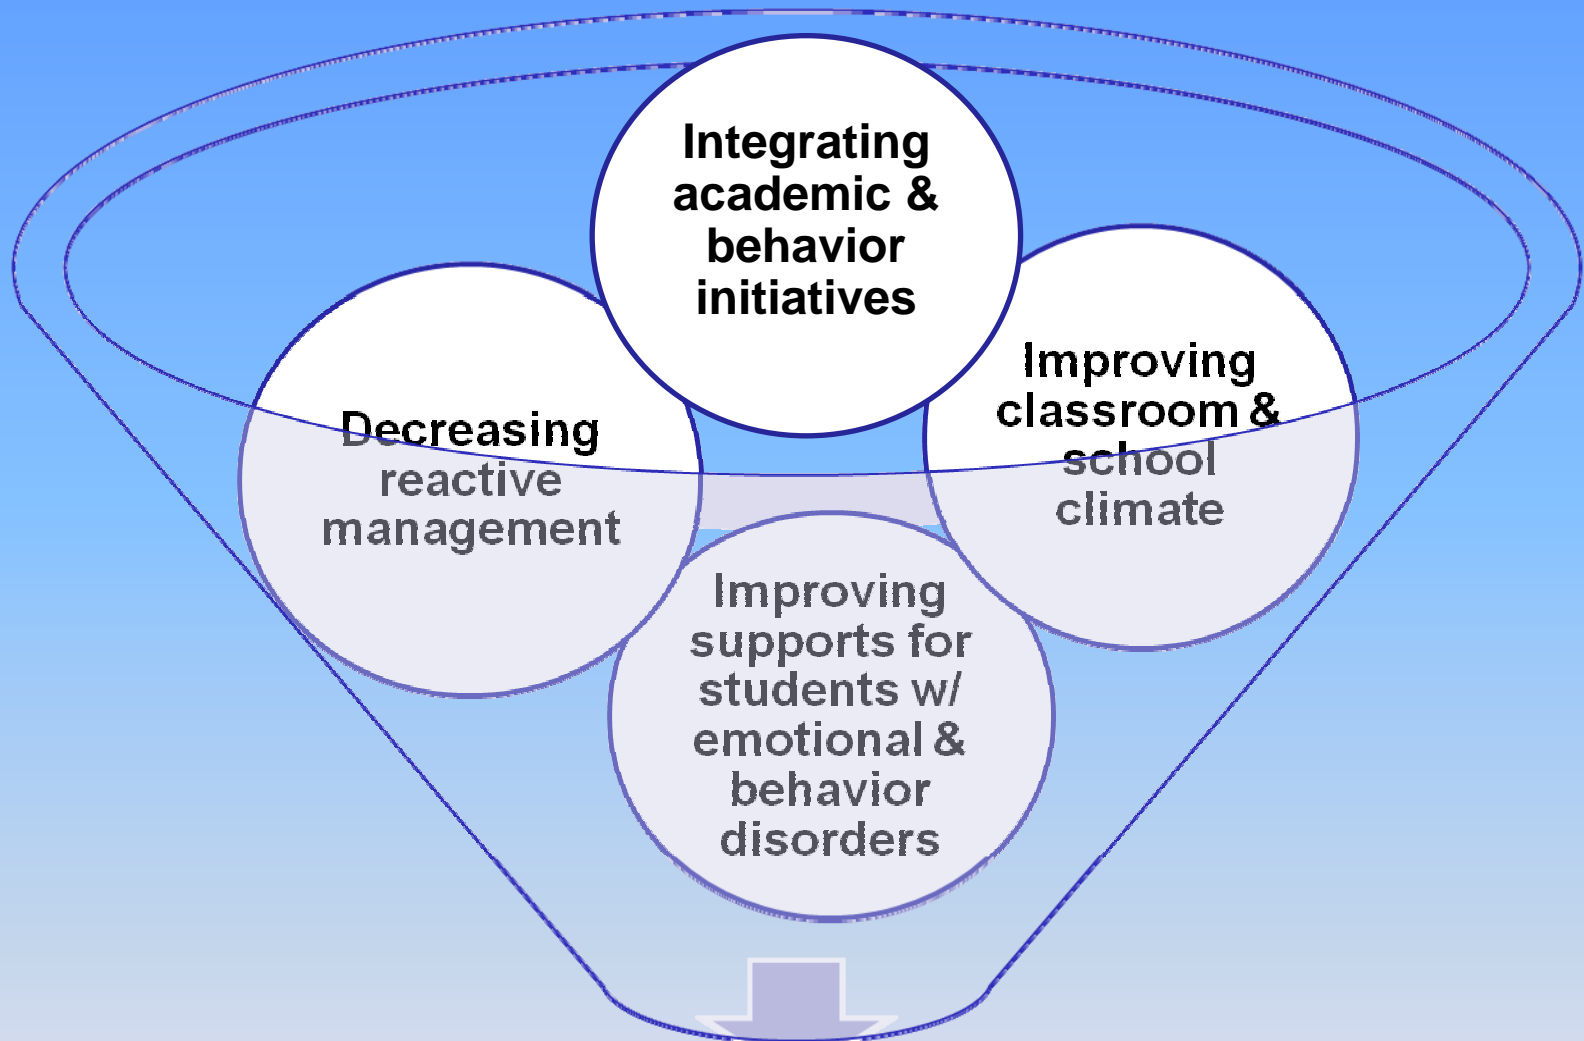 Integrating
academic &
behavior
initiatives
Decreasing
reactive
management
Improving
classroom &
school
climate
Improving
supports for
students w/
emotional &
behavior
disorders